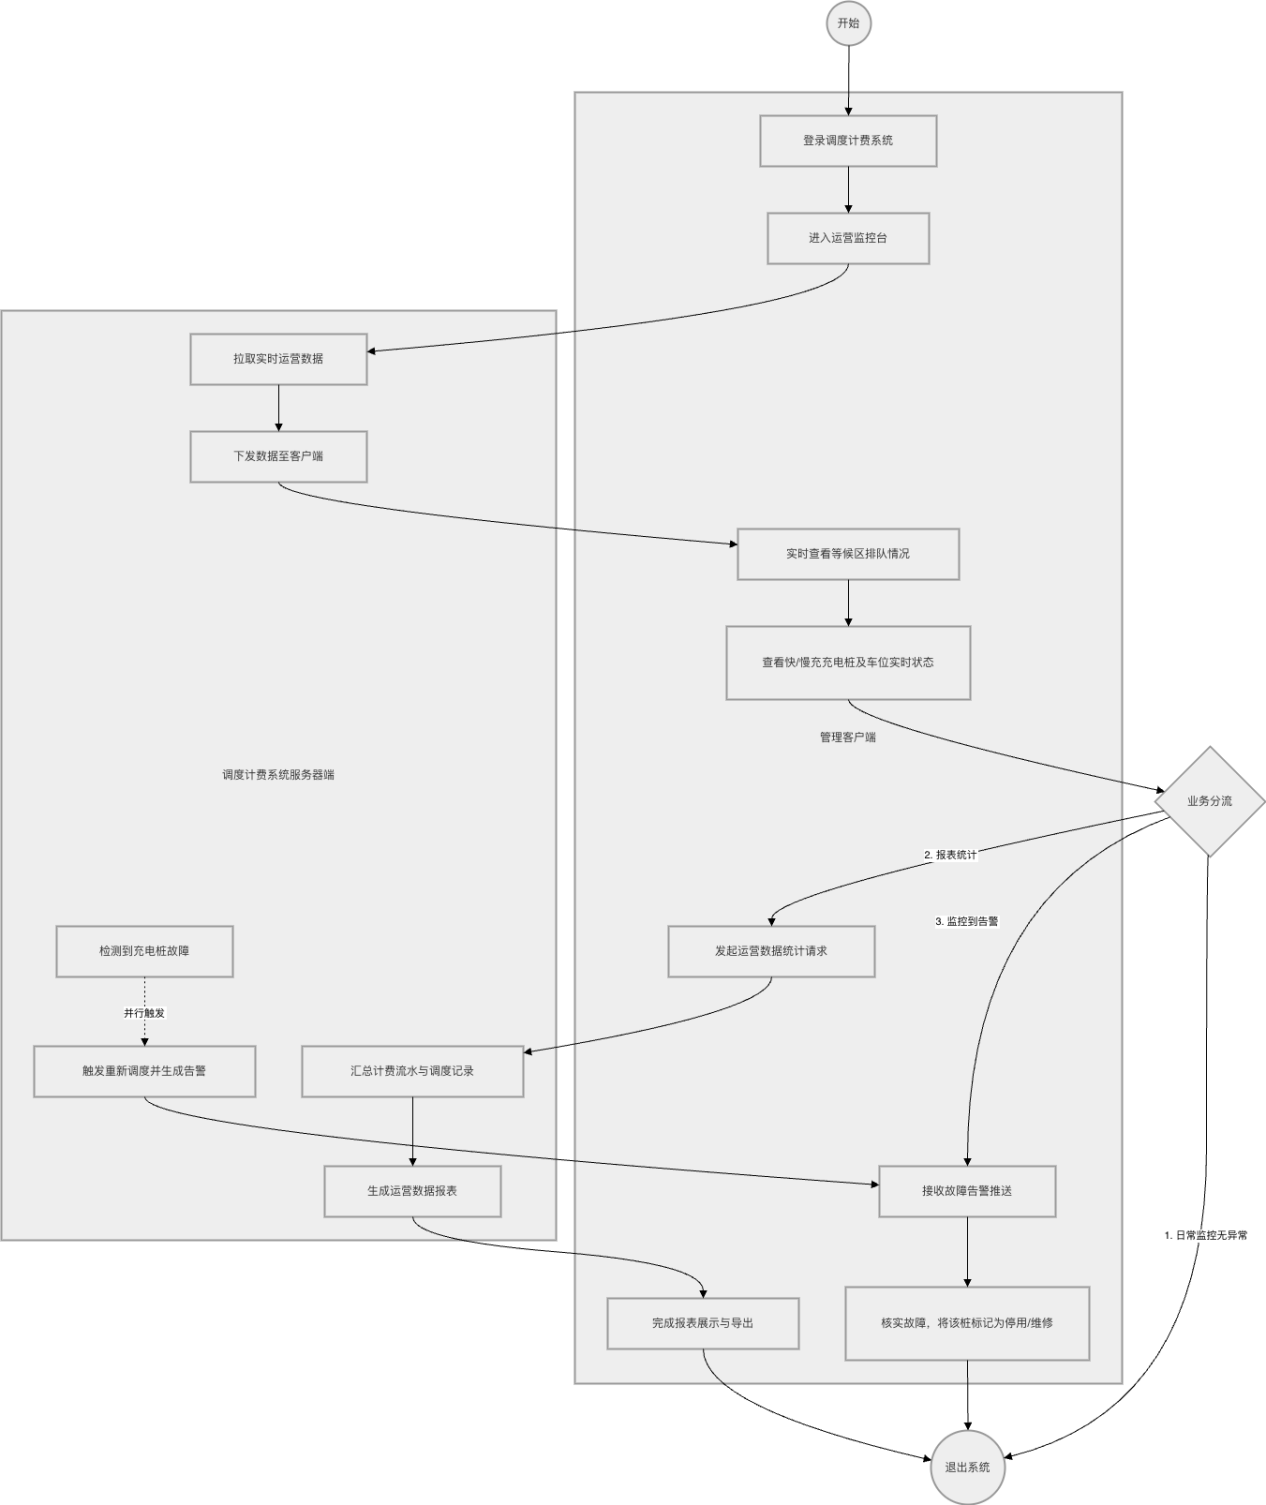 开始
登录调度计费系统
进入运营监控台
拉取实时运营数据
下发数据至客户端
实时查看等候区排队情况
查看快/慢充充电桩及车位实时状态
管理客户端
调度计费系统服务器端
业务分流
2. 报表统计
3. 监控到告警
检测到充电桩故障
发起运营数据统计请求
并行触发
触发重新调度并生成告警
汇总计费流水与调度记录
生成运营数据报表
接收故障告警推送
1. 日常监控无异常
完成报表展示与导出
核实故障，将该桩标记为停用/维修
退出系统